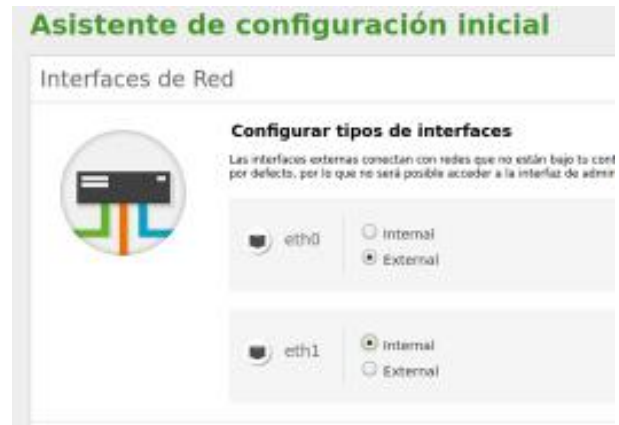 Asistente de configuración inicial
Interfaces de Red
Configurar tipos de interfaces
Las interfaces externas conectan con redes que no están bajo tu cont
por defecto, por lo que no será posible acceder a la interfaz de admin
eth0
Internal
External
eth1
Internal
External